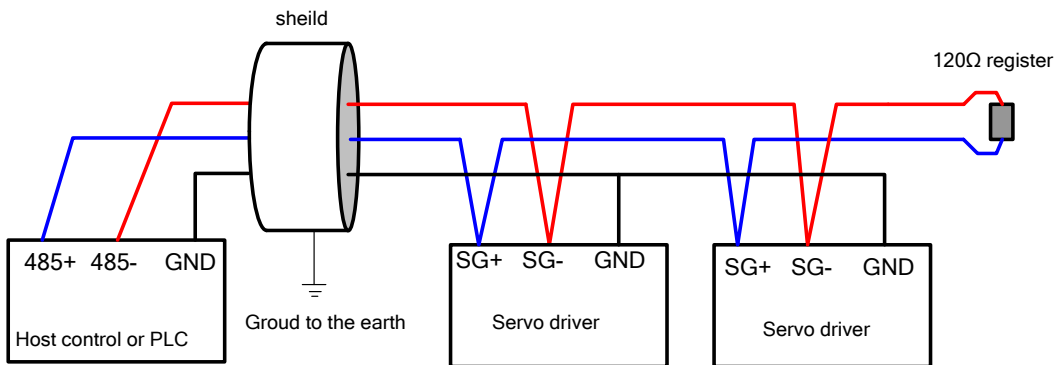 sheild
120Ω register
485+ 485- GND
Host control or PLC
Groud to the earth
SG+ SG- GND
Servo driver
SG+ SG- GND
Servo driver